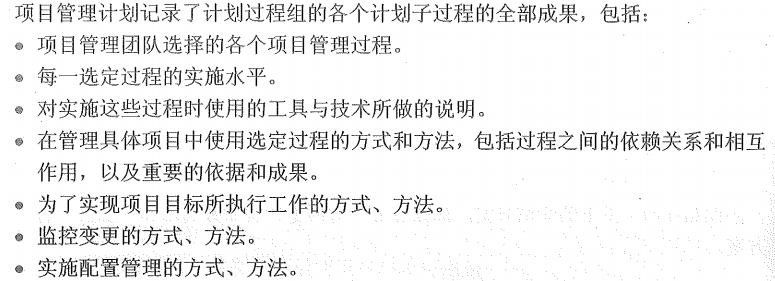 项目管理计划记录了计划过程组的各个计划子过程的全部成果，包括：
● 项目管理团队选择的各个项目管理过程。
● 每一选定过程的实施水平。
● 对实施这些过程时使用的工具与技术所做的说明。
● 在管理具体项目中使用选定过程的方式和方法，包括过程之间的依赖关系和相互
作用，以及重要的依据和成果。
● 为了实现项目目标所执行工作的方式、方法。
● 监控变更的方式、方法。
● 实施配置管理的方式、方法。